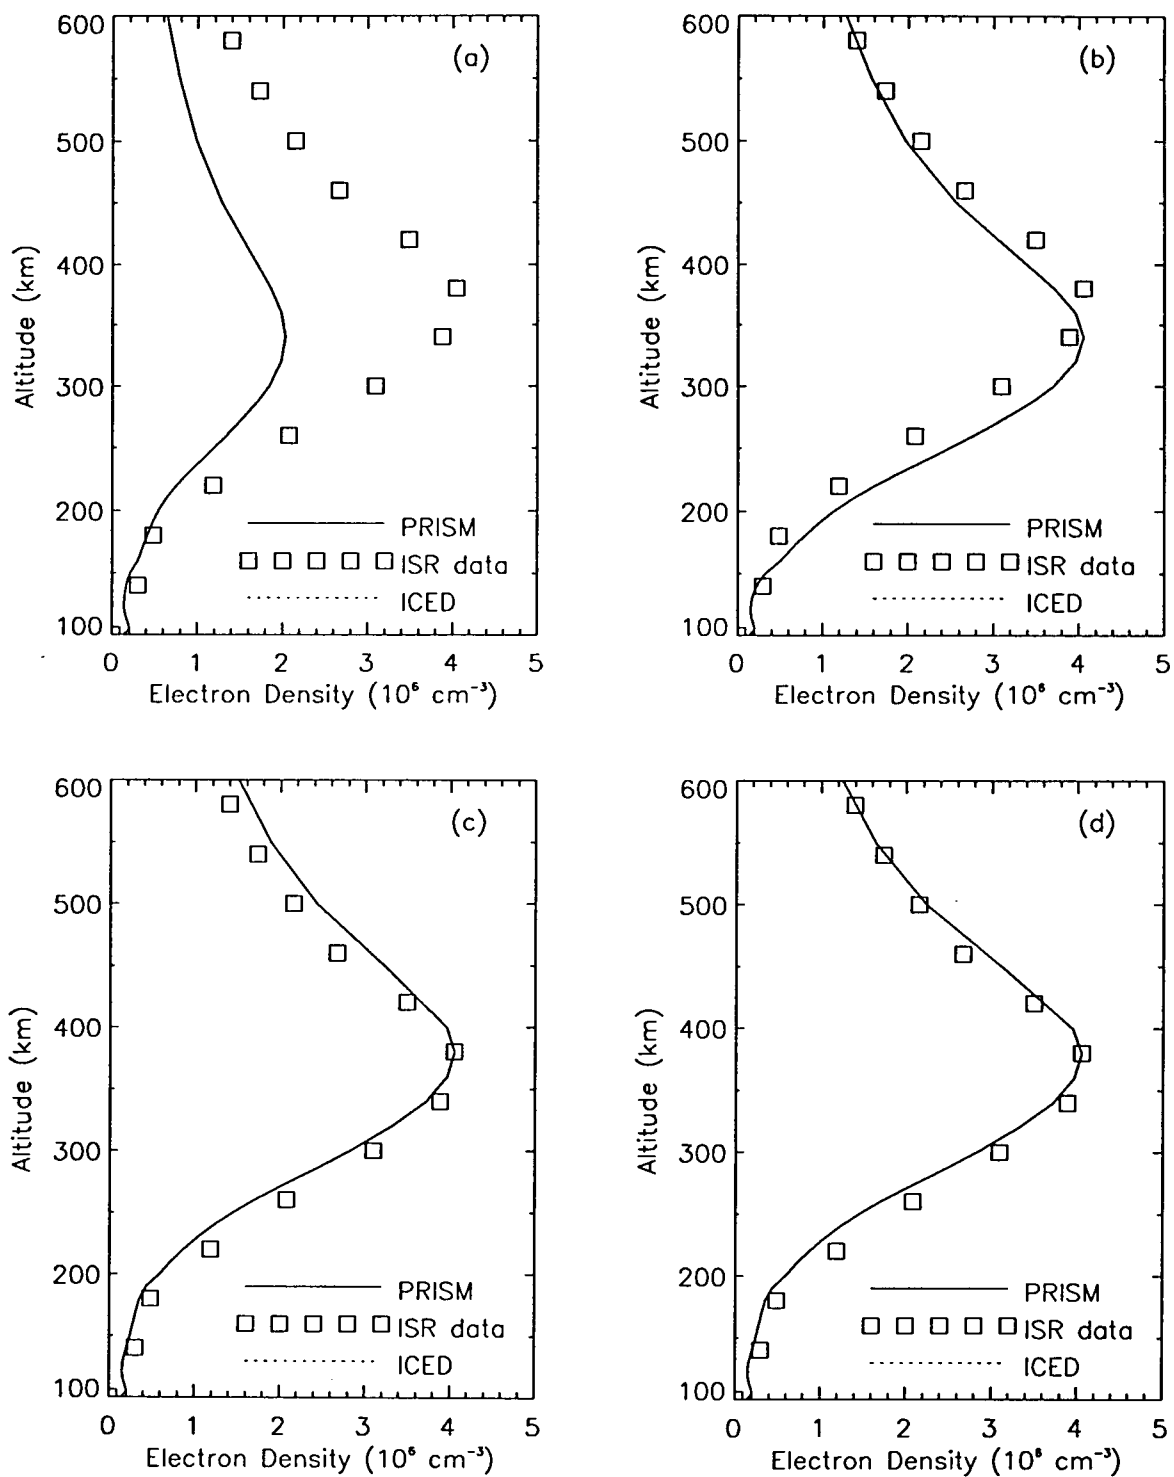 (a)
600
500
400
300
200
100
Altitude (km)
PRISM
ISR data
ICED
0 1 2 3 4 5
Electron Density (10⁶ cm⁻³)
(b)
600
500
400
300
200
100
Altitude (km)
PRISM
ISR data
ICED
0 1 2 3 4 5
Electron Density (10⁶ cm⁻³)
(c)
600
500
400
300
200
100
Altitude (km)
PRISM
ISR data
ICED
0 1 2 3 4 5
Electron Density (10⁶ cm⁻³)
(d)
600
500
400
300
200
100
Altitude (km)
PRISM
ISR data
ICED
0 1 2 3 4 5
Electron Density (10⁶ cm⁻³)